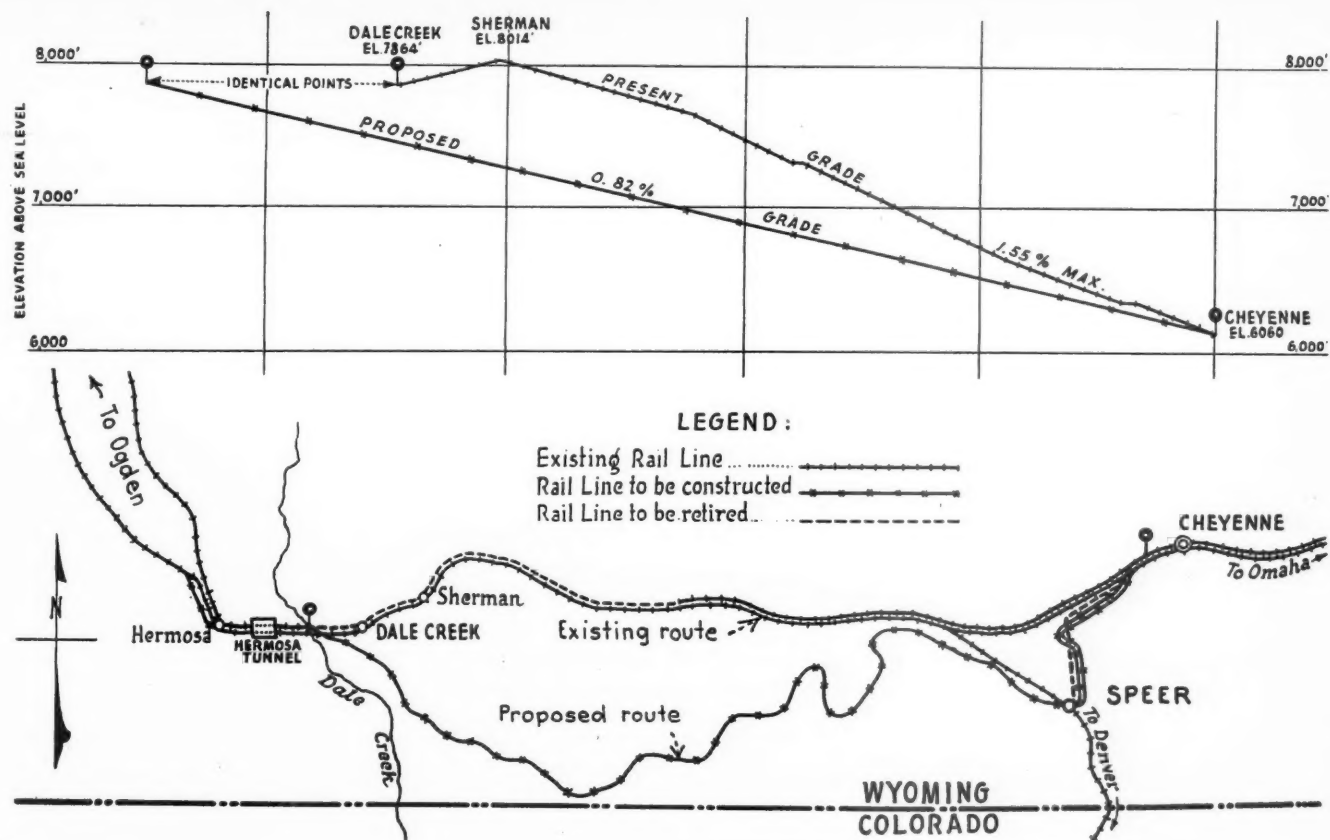 DALE CREEK
EL.7864'
SHERMAN
EL.8014'
8,000'
8,000'
IDENTICAL POINTS
PRESENT
PROPOSED
0.82%
GRADE
GRADE
7,000'
7,000'
1.55% MAX.
ELEVATION ABOVE SEA LEVEL
CHEYENNE
EL.6060
6,000
6,000'
To Ogden
LEGEND:
Existing Rail Line
Rail Line to be constructed
Rail Line to be retired
CHEYENNE
To Omaha
N
Hermosa
HERMOSA
TUNNEL
Sherman
DALE CREEK
Existing route
Dale
Creek
Proposed route
SPEER
To Denver
WYOMING
COLORADO